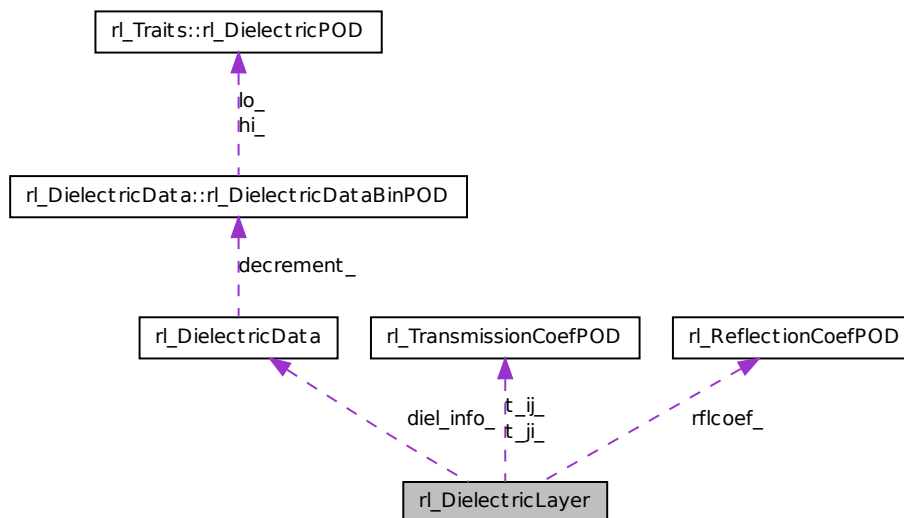 rl_Traits::rl_DielectricPOD
lo_
hi_
rl_DielectricData::rl_DielectricDataBinPOD
decrement_
rl_DielectricData
rl_TransmissionCoefPOD
rl_ReflectionCoefPOD
diel_info_
t_ij_
t_ji_
rflcoef_
rl_DielectricLayer